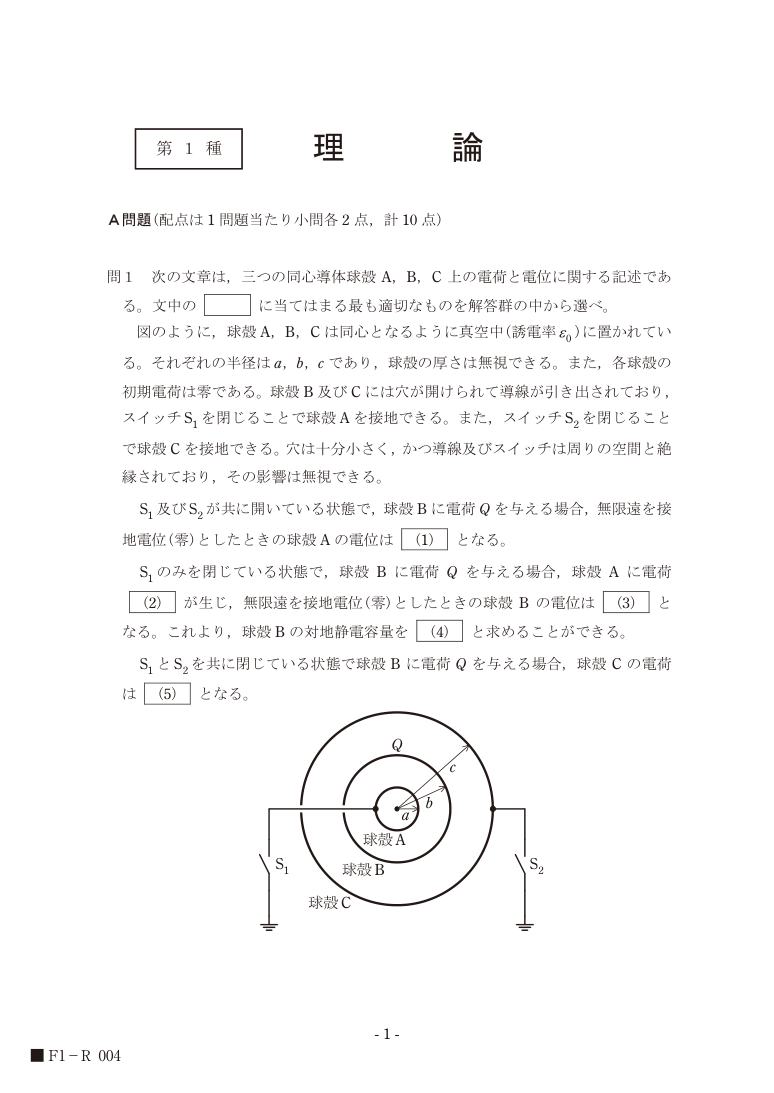 第 1 種
理 論
A問題(配点は1問題当たり小問各2点，計10点)
問1 次の文章は，三つの同心導体球殻 A，B，C 上の電荷と電位に関する記述であ
る。文中の に当てはまる最も適切なものを解答群の中から選べ。
図のように，球殻 A，B，C は同心となるように真空中(誘電率ε₀)に置かれてい
る。それぞれの半径は a，b，c であり，球殻の厚さは無視できる。また，各球殻の
初期電荷は零である。球殻 B 及び C には穴が開けられて導線が引き出されており，
スイッチS₁を閉じることで球殻 A を接地できる。また，スイッチS₂を閉じること
で球殻 C を接地できる。穴は十分小さく，かつ導線及びスイッチは周りの空間と絶
縁されており，その影響は無視できる。
S₁及びS₂が共に開いている状態で，球殻 B に電荷 Q を与える場合，無限遠を接
地電位(零)としたときの球殻 A の電位は (1) となる。
S₁のみを閉じている状態で，球殻 B に電荷 Q を与える場合，球殻 A に電荷
(2) が生じ，無限遠を接地電位(零)としたときの球殻 B の電位は (3) と
なる。これより，球殻 B の対地静電容量を (4) と求めることができる。
S₁とS₂を共に閉じている状態で球殻 B に電荷 Q を与える場合，球殻 C の電荷
は (5) となる。
Q
c
b
a
球殻 A
球殻 B
球殻 C
S₁
S₂
- 1 -
■ F1－R 004